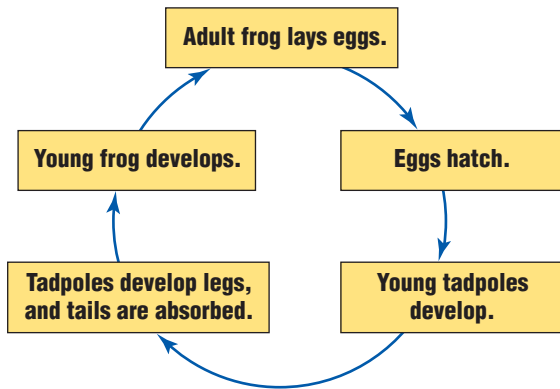 Adult frog lays eggs.
Eggs hatch.
Young tadpoles
develop.
Tadpoles develop legs,
and tails are absorbed.
Young frog develops.